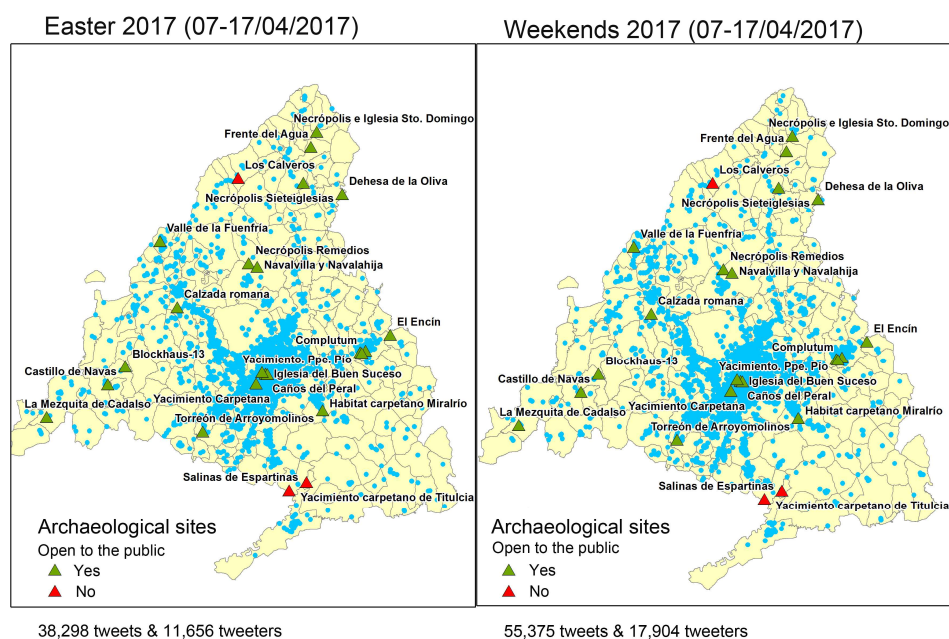 Easter 2017 (07-17/04/2017)
Necrópolis e Iglesia Sto. Domingo
Frente del Agua
Los Calveros
Dehesa de la Oliva
Necrópolis Sieteiglesias
Valle de la Fuenfría
Necrópolis Remedios
Navalvilla y Navalahija
Calzada romana
El Encín
Complutum
Blockhaus-13
Yacimiento. Ppe. Pio
Castillo de Navas
Iglesia del Buen Suceso
Caños del Peral
La Mezquita de Cadalso
Yacimiento Carpetana
Habitat carpetano Miralrío
Torreón de Arroyomolinos
Salinas de Espartinas
Yacimiento carpetano de Titulcia
Archaeological sites
Open to the public
Yes
No
38,298 tweets & 11,656 tweeters
Weekends 2017 (07-17/04/2017)
Necrópolis e Iglesia Sto. Domingo
Frente del Agua
Los Calveros
Dehesa de la Oliva
Necrópolis Sieteiglesias
Valle de la Fuenfría
Necrópolis Remedios
Navalvilla y Navalahija
Calzada romana
El Encín
Complutum
Blockhaus-13
Yacimiento. Ppe. Pio
Castillo de Navas
Iglesia del Buen Suceso
Caños del Peral
La Mezquita de Cadalso
Yacimiento Carpetana
Habitat carpetano Miralrío
Torreón de Arroyomolinos
Salinas de Espartinas
Yacimiento carpetano de Titulcia
Archaeological sites
Open to the public
Yes
No
55,375 tweets & 17,904 tweeters